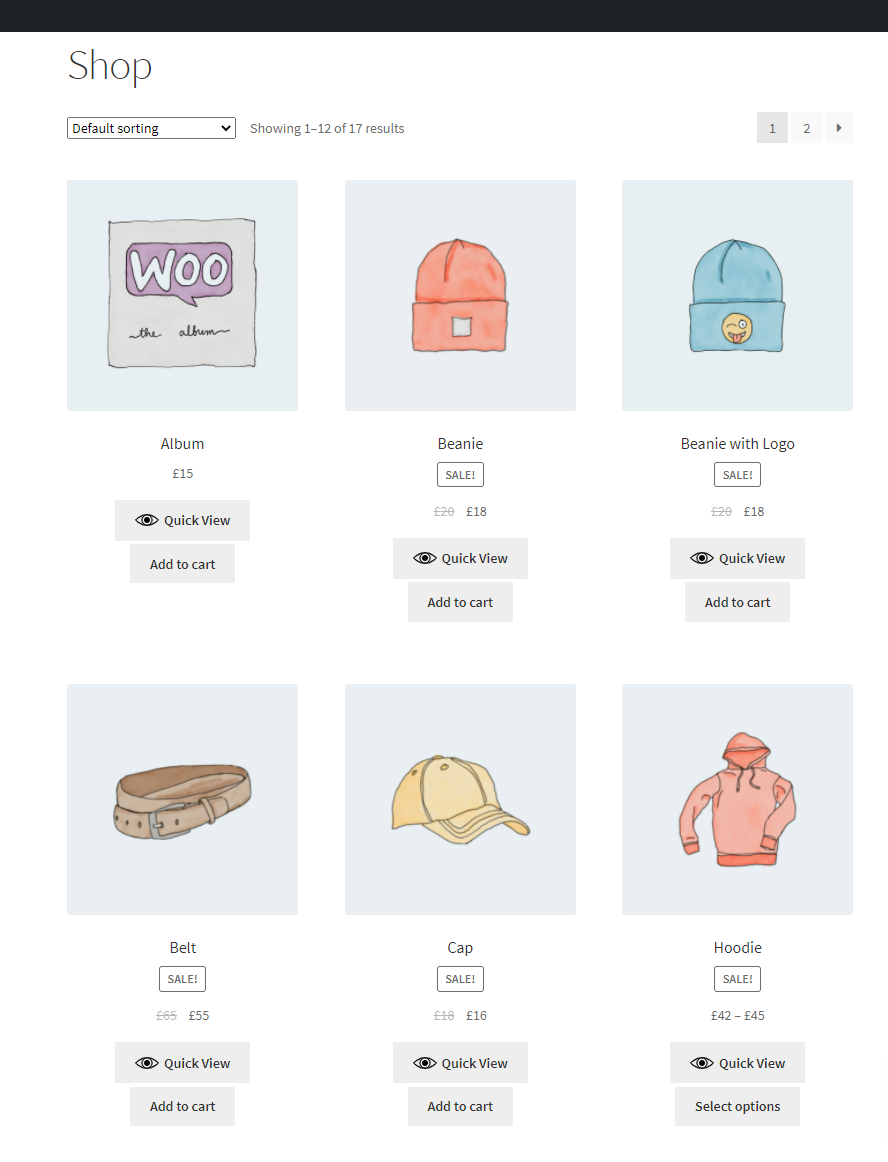 Shop
Default sorting
Showing 1–12 of 17 results
1 2
WOO
the album
Album
£15
Quick View
Add to cart
Beanie
SALE!
£20 £18
Quick View
Add to cart
Beanie with Logo
SALE!
£20 £18
Quick View
Add to cart
Belt
SALE!
£65 £55
Quick View
Add to cart
Cap
SALE!
£18 £16
Quick View
Add to cart
Hoodie
SALE!
£42 – £45
Quick View
Select options